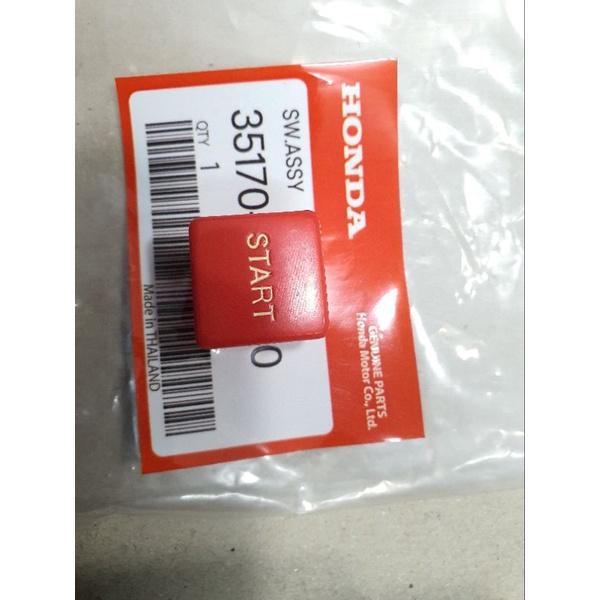 HONDA
GENUINE PARTS
Honda Motor Co., Ltd.
SW.ASSY
35170-
0
QTY 1
Made in THAILAND
START